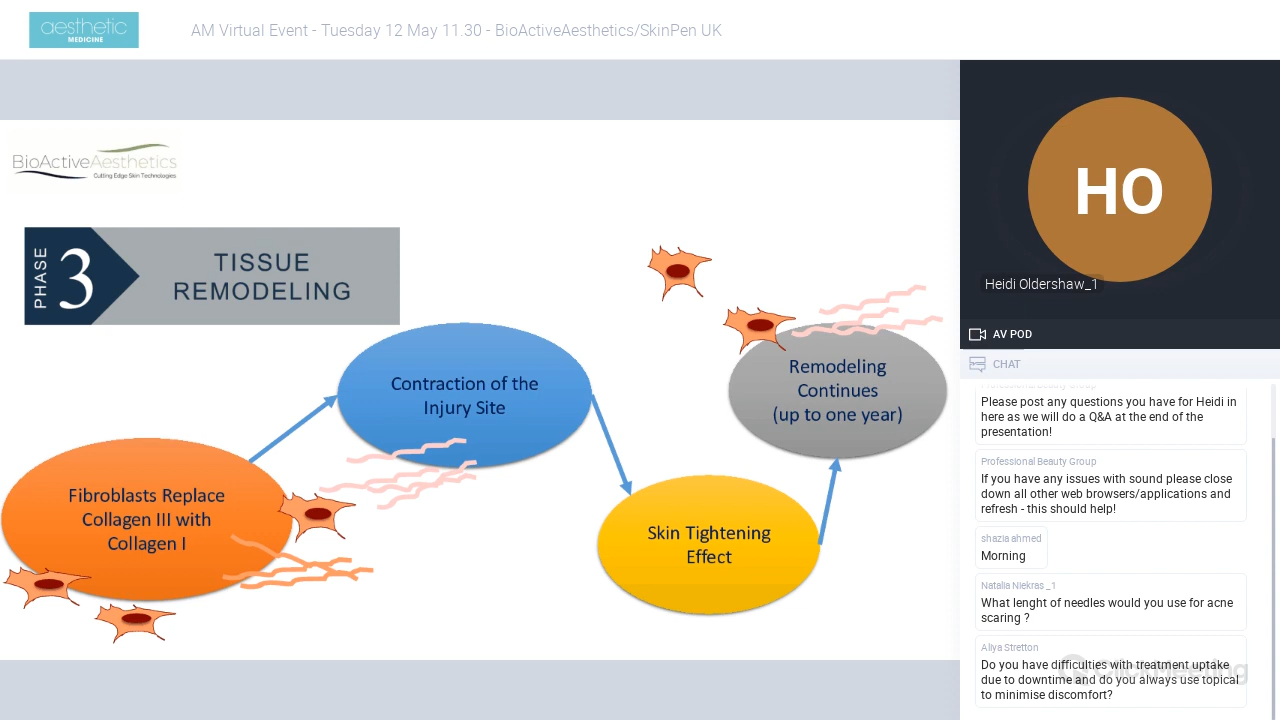 aesthetic
MEDICINE
AM Virtual Event - Tuesday 12 May 11.30 - BioActiveAesthetics/SkinPen UK
BioActiveAesthetics
Cutting Edge Skin Technologies
PHASE
3
TISSUE
REMODELING
Fibroblasts Replace
Collagen III with
Collagen I
Contraction of the
Injury Site
Skin Tightening
Effect
Remodeling
Continues
(up to one year)
HO
Heidi Oldershaw_1
AV POD
CHAT
Professional Beauty Group
Please post any questions you have for Heidi in
here as we will do a Q&A at the end of the
presentation!
Professional Beauty Group
If you have any issues with sound please close
down all other web browsers/applications and
refresh - this should help!
shazia ahmed
Morning
Natalia Niekras _1
What lenght of needles would you use for acne
scaring ?
Aliya Stretton
Do you have difficulties with treatment uptake
due to downtime and do you always use topical
to minimise discomfort?
ClickMeeting